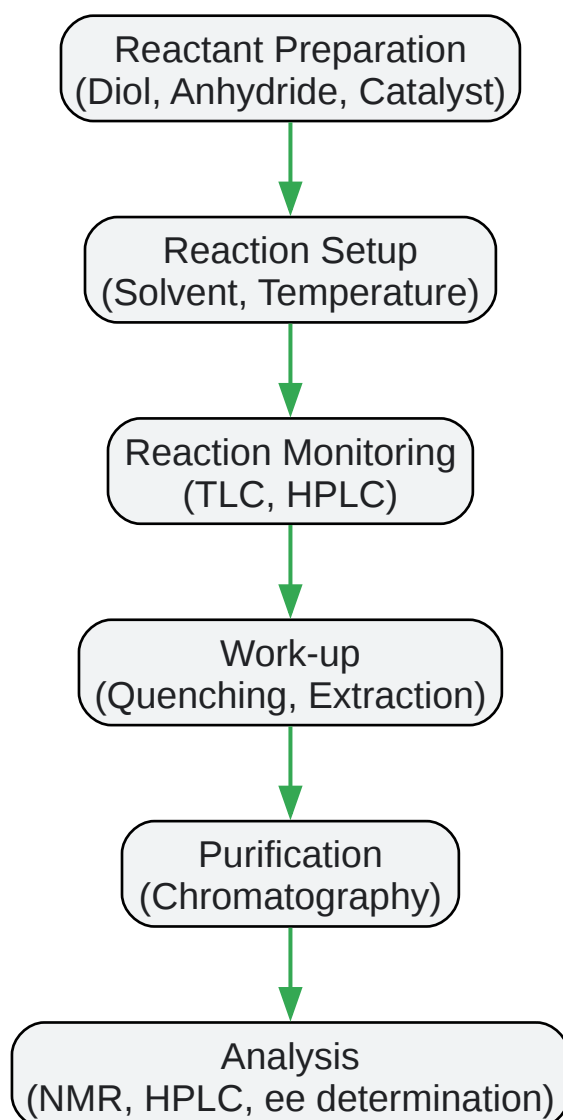 Reactant Preparation
(Diol, Anhydride, Catalyst)
Reaction Setup
(Solvent, Temperature)
Reaction Monitoring
(TLC, HPLC)
Work-up
(Quenching, Extraction)
Purification
(Chromatography)
Analysis
(NMR, HPLC, ee determination)